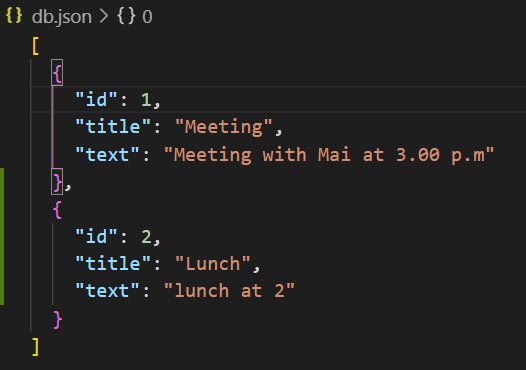 {} db.json > {} 0
[
  {
    "id": 1,
    "title": "Meeting",
    "text": "Meeting with Mai at 3.00 p.m"
  },
  {
    "id": 2,
    "title": "Lunch",
    "text": "lunch at 2"
  }
]